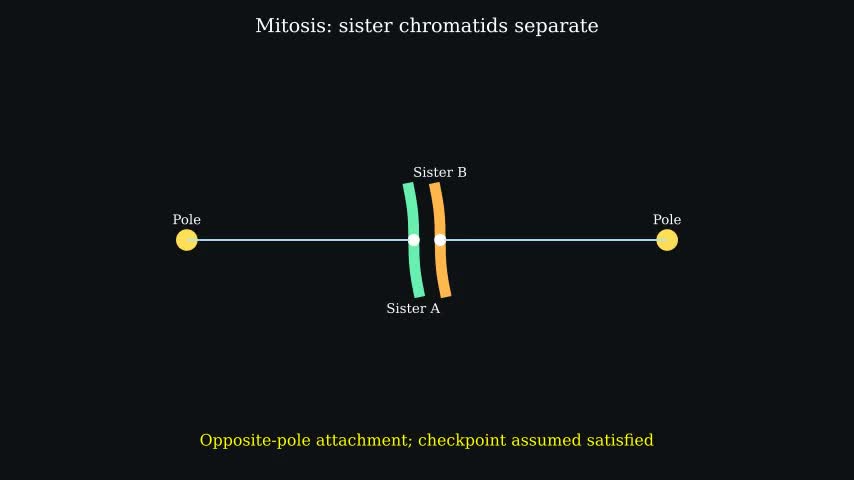 Mitosis: sister chromatids separate
Sister B
Pole
Pole
Sister A
Opposite-pole attachment; checkpoint assumed satisfied